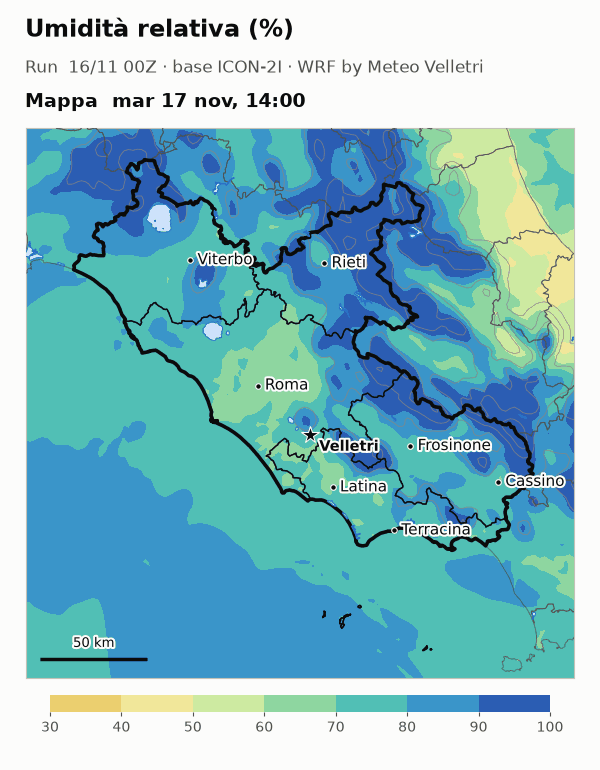 Umidità relativa (%)
Run 16/11 00Z · base ICON-2I · WRF by Meteo Velletri
Mappa mar 17 nov, 14:00
Viterbo
Rieti
Roma
Velletri
Frosinone
Latina
Cassino
Terracina
50 km
30 40 50 60 70 80 90 100